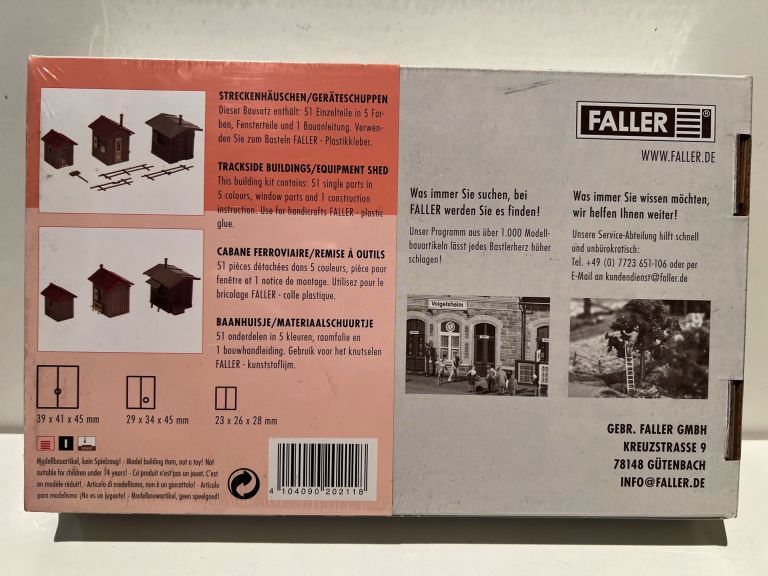 STRECKENHÄUSCHEN/GERÄTESCHUPPEN
Dieser Bausatz enthält: 51 Einzelteile in 5 Far-
ben, Fensterteile und 1 Bauanleitung. Verwen-
den Sie zum Basteln FALLER - Plastikkleber.
TRACKSIDE BUILDINGS/EQUIPMENT SHED
This building kit contains: 51 single parts in
5 colours, window parts and 1 construction
instruction. Use for handicrafts FALLER - plastic
glue.
CABANE FERROVIAIRE/REMISE À OUTILS
51 pièces détachées dans 5 couleurs, pièce pour
fenêtre et 1 notice de montage. Utilisez pour le
bricolage FALLER - colle plastique.
BAANHUISJE/MATERIAALSCHUURTJE
51 onderdelen in 5 kleuren, raamfolie en
1 bouwhandleiding. Gebruik voor het knutselen
FALLER - kunststoflijm.
39 x 41 x 45 mm
29 x 34 x 45 mm
23 x 26 x 28 mm
Modellbauartikel, kein Spielzeug! - Model building item, not a toy! Not
suitable for children under 14 years! - Ce produit n'est pas un jouet. C'est
un modèle réduit! - Articolo di modellismo, non è un giocattolo! - Artículo
para modelismo ¡No es un juguete! - Modelbouwartikel, geen speelgoed!
4 104090 202118
FALLER ®
WWW.FALLER.DE
Was immer Sie suchen, bei
FALLER werden Sie es finden!
Unser Programm aus über 1.000 Modell-
bauartikeln lässt jedes Bastlerherz höher
schlagen!
Was immer Sie wissen möchten,
wir helfen Ihnen weiter!
Unsere Service-Abteilung hilft schnell
und unbürokratisch:
Tel. +49 (0) 7723 651-106 oder per
E-Mail an kundendienst@faller.de
Voigelsheim
GEBR. FALLER GMBH
KREUZSTRASSE 9
78148 GÜTENBACH
INFO@FALLER.DE